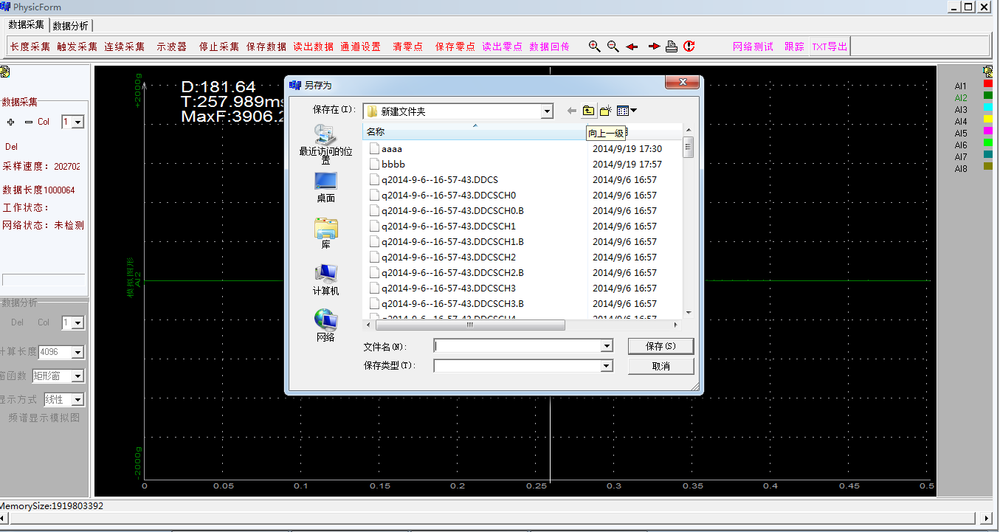 PhysicForm
数据采集 数据分析
长度采集 触发采集 连续采集 示波器 停止采集 保存数据 读出数据 通道设置 清零点 保存零点 读出零点 数据回传 网络测试 跟踪 TXT导出
数据采集
Col 1
Del
采样速度: 202702
数据长度1000064
工作状态:
网络状态: 未检测
数据分析
Del Col 1
计算长度 4096
窗函数 矩形窗
显示方式 线性
频谱显示模拟图
+2000g
D:181.64
T:257.989ms
MaxF:3906.2
模拟图形
AI2
-2000g
0 0.05 0.1 0.15 0.2 0.25 0.3 0.35 0.4 0.45 0.5
另存为
保存在(I): 新建文件夹
最近访问的位置
桌面
库
计算机
网络
名称
向上一级
aaaa 2014/9/19 17:30
bbbb 2014/9/19 17:57
q2014-9-6--16-57-43.DDCS 2014/9/6 16:57
q2014-9-6--16-57-43.DDCSCH0 2014/9/6 16:57
q2014-9-6--16-57-43.DDCSCH0.B 2014/9/6 16:57
q2014-9-6--16-57-43.DDCSCH1 2014/9/6 16:57
q2014-9-6--16-57-43.DDCSCH1.B 2014/9/6 16:57
q2014-9-6--16-57-43.DDCSCH2 2014/9/6 16:57
q2014-9-6--16-57-43.DDCSCH2.B 2014/9/6 16:57
q2014-9-6--16-57-43.DDCSCH3 2014/9/6 16:57
q2014-9-6--16-57-43.DDCSCH3.B 2014/9/6 16:57
q2014-9-6--16-57-43.DDCSCH4 2014/9/6 16:57
文件名(N): 保存(S)
保存类型(T): 取消
AI1
AI2
AI3
AI4
AI5
AI6
AI7
AI8
MemorySize:1919803392